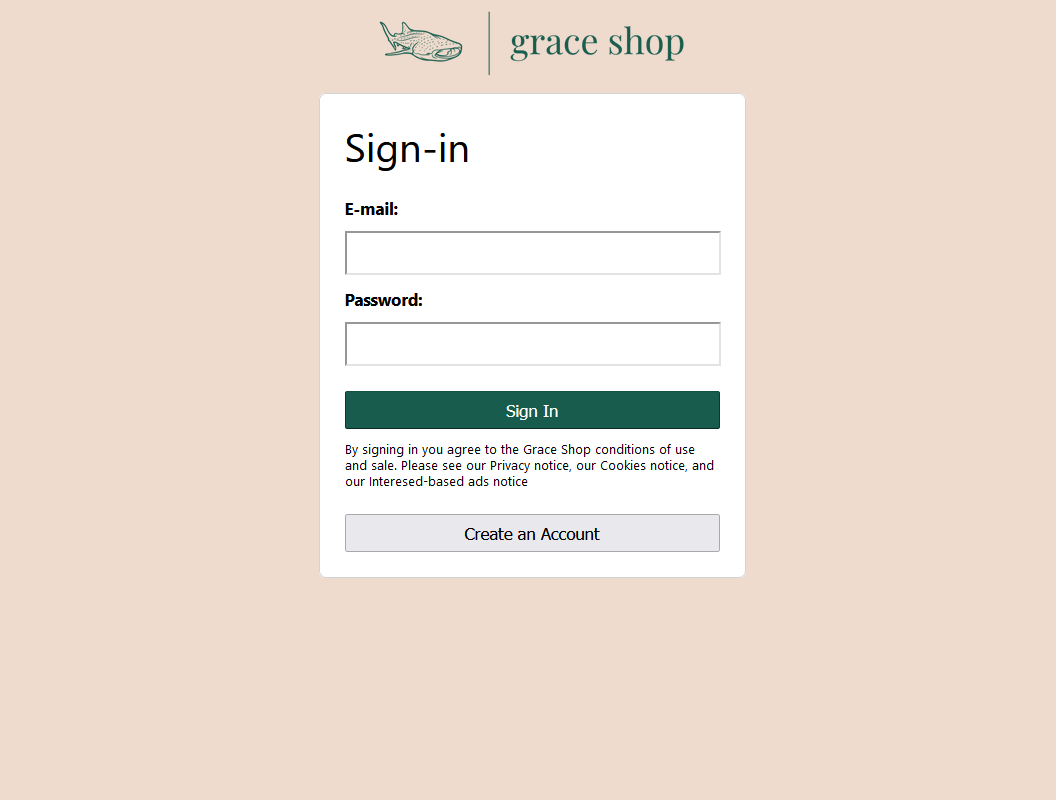 grace shop
Sign-in
E-mail:
Password:
Sign In
By signing in you agree to the Grace Shop conditions of use
and sale. Please see our Privacy notice, our Cookies notice, and
our Interesed-based ads notice
Create an Account